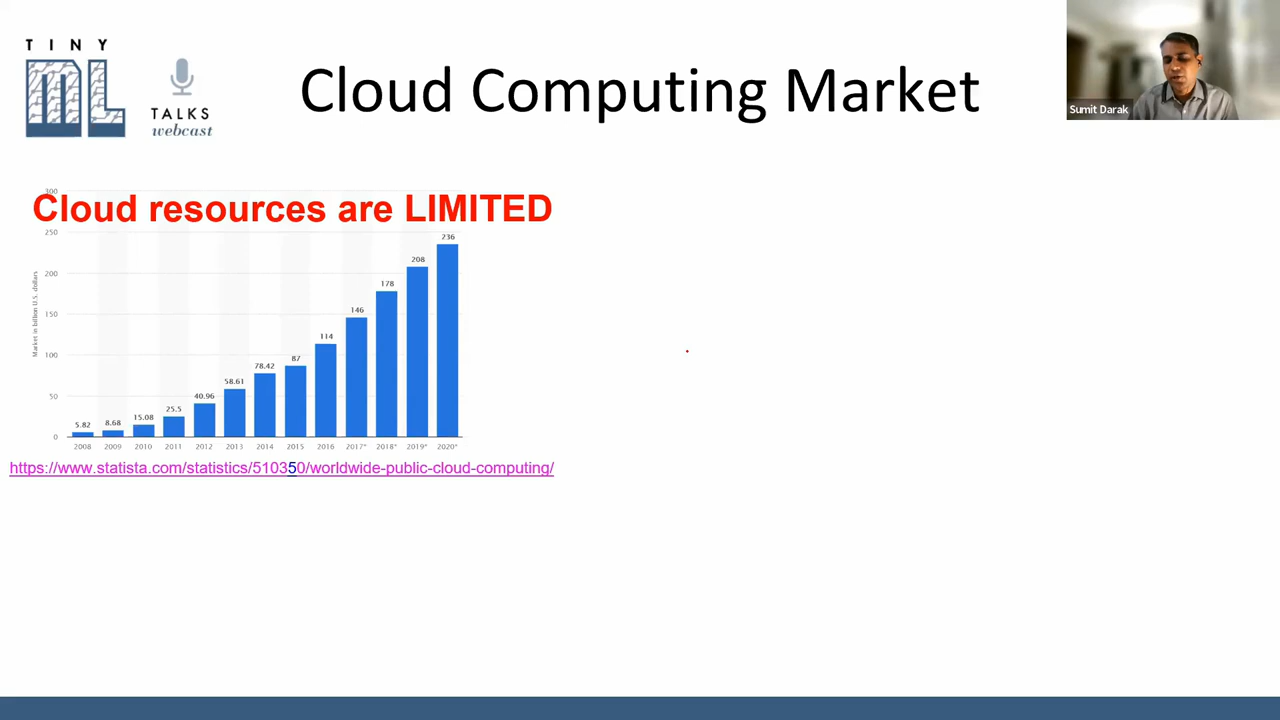 TINY
ML
TALKS
webcast
Cloud Computing Market
Sumit Darak
Cloud resources are LIMITED
Market in billion U.S. dollars
300
250
200
150
100
50
0
5.82
8.68
15.08
25.5
40.96
58.61
78.42
87
114
146
178
208
236
2008 2009 2010 2011 2012 2013 2014 2015 2016 2017* 2018* 2019* 2020*
https://www.statista.com/statistics/510350/worldwide-public-cloud-computing/